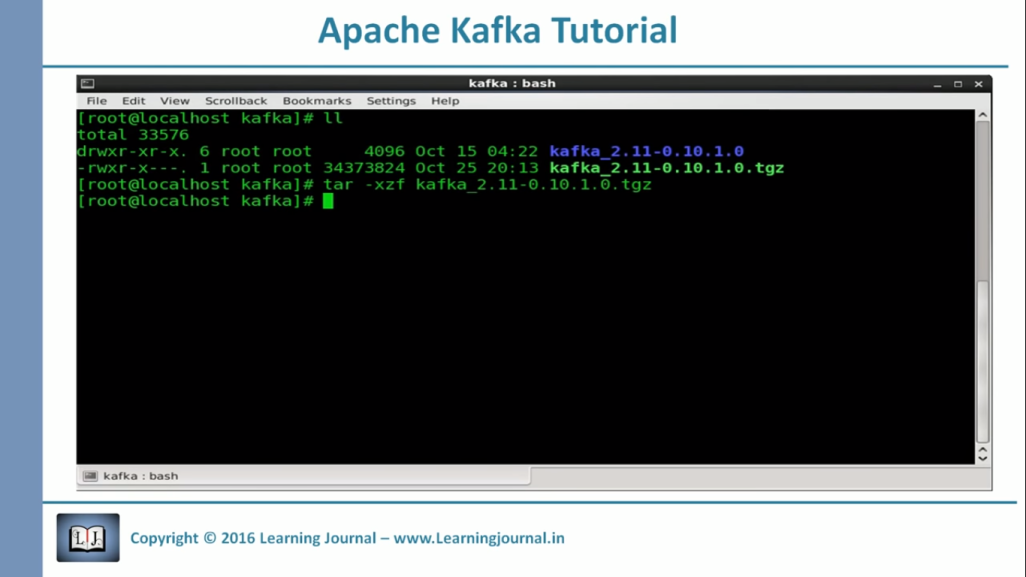 Apache Kafka Tutorial
kafka : bash
File Edit View Scrollback Bookmarks Settings Help
[root@localhost kafka]# ll
total 33576
drwxr-xr-x. 6 root root 4096 Oct 15 04:22 kafka_2.11-0.10.1.0
-rwxr-x---. 1 root root 34373824 Oct 25 20:13 kafka_2.11-0.10.1.0.tgz
[root@localhost kafka]# tar -xzf kafka_2.11-0.10.1.0.tgz
[root@localhost kafka]#
kafka : bash
LJ
Copyright © 2016 Learning Journal – www.Learningjournal.in